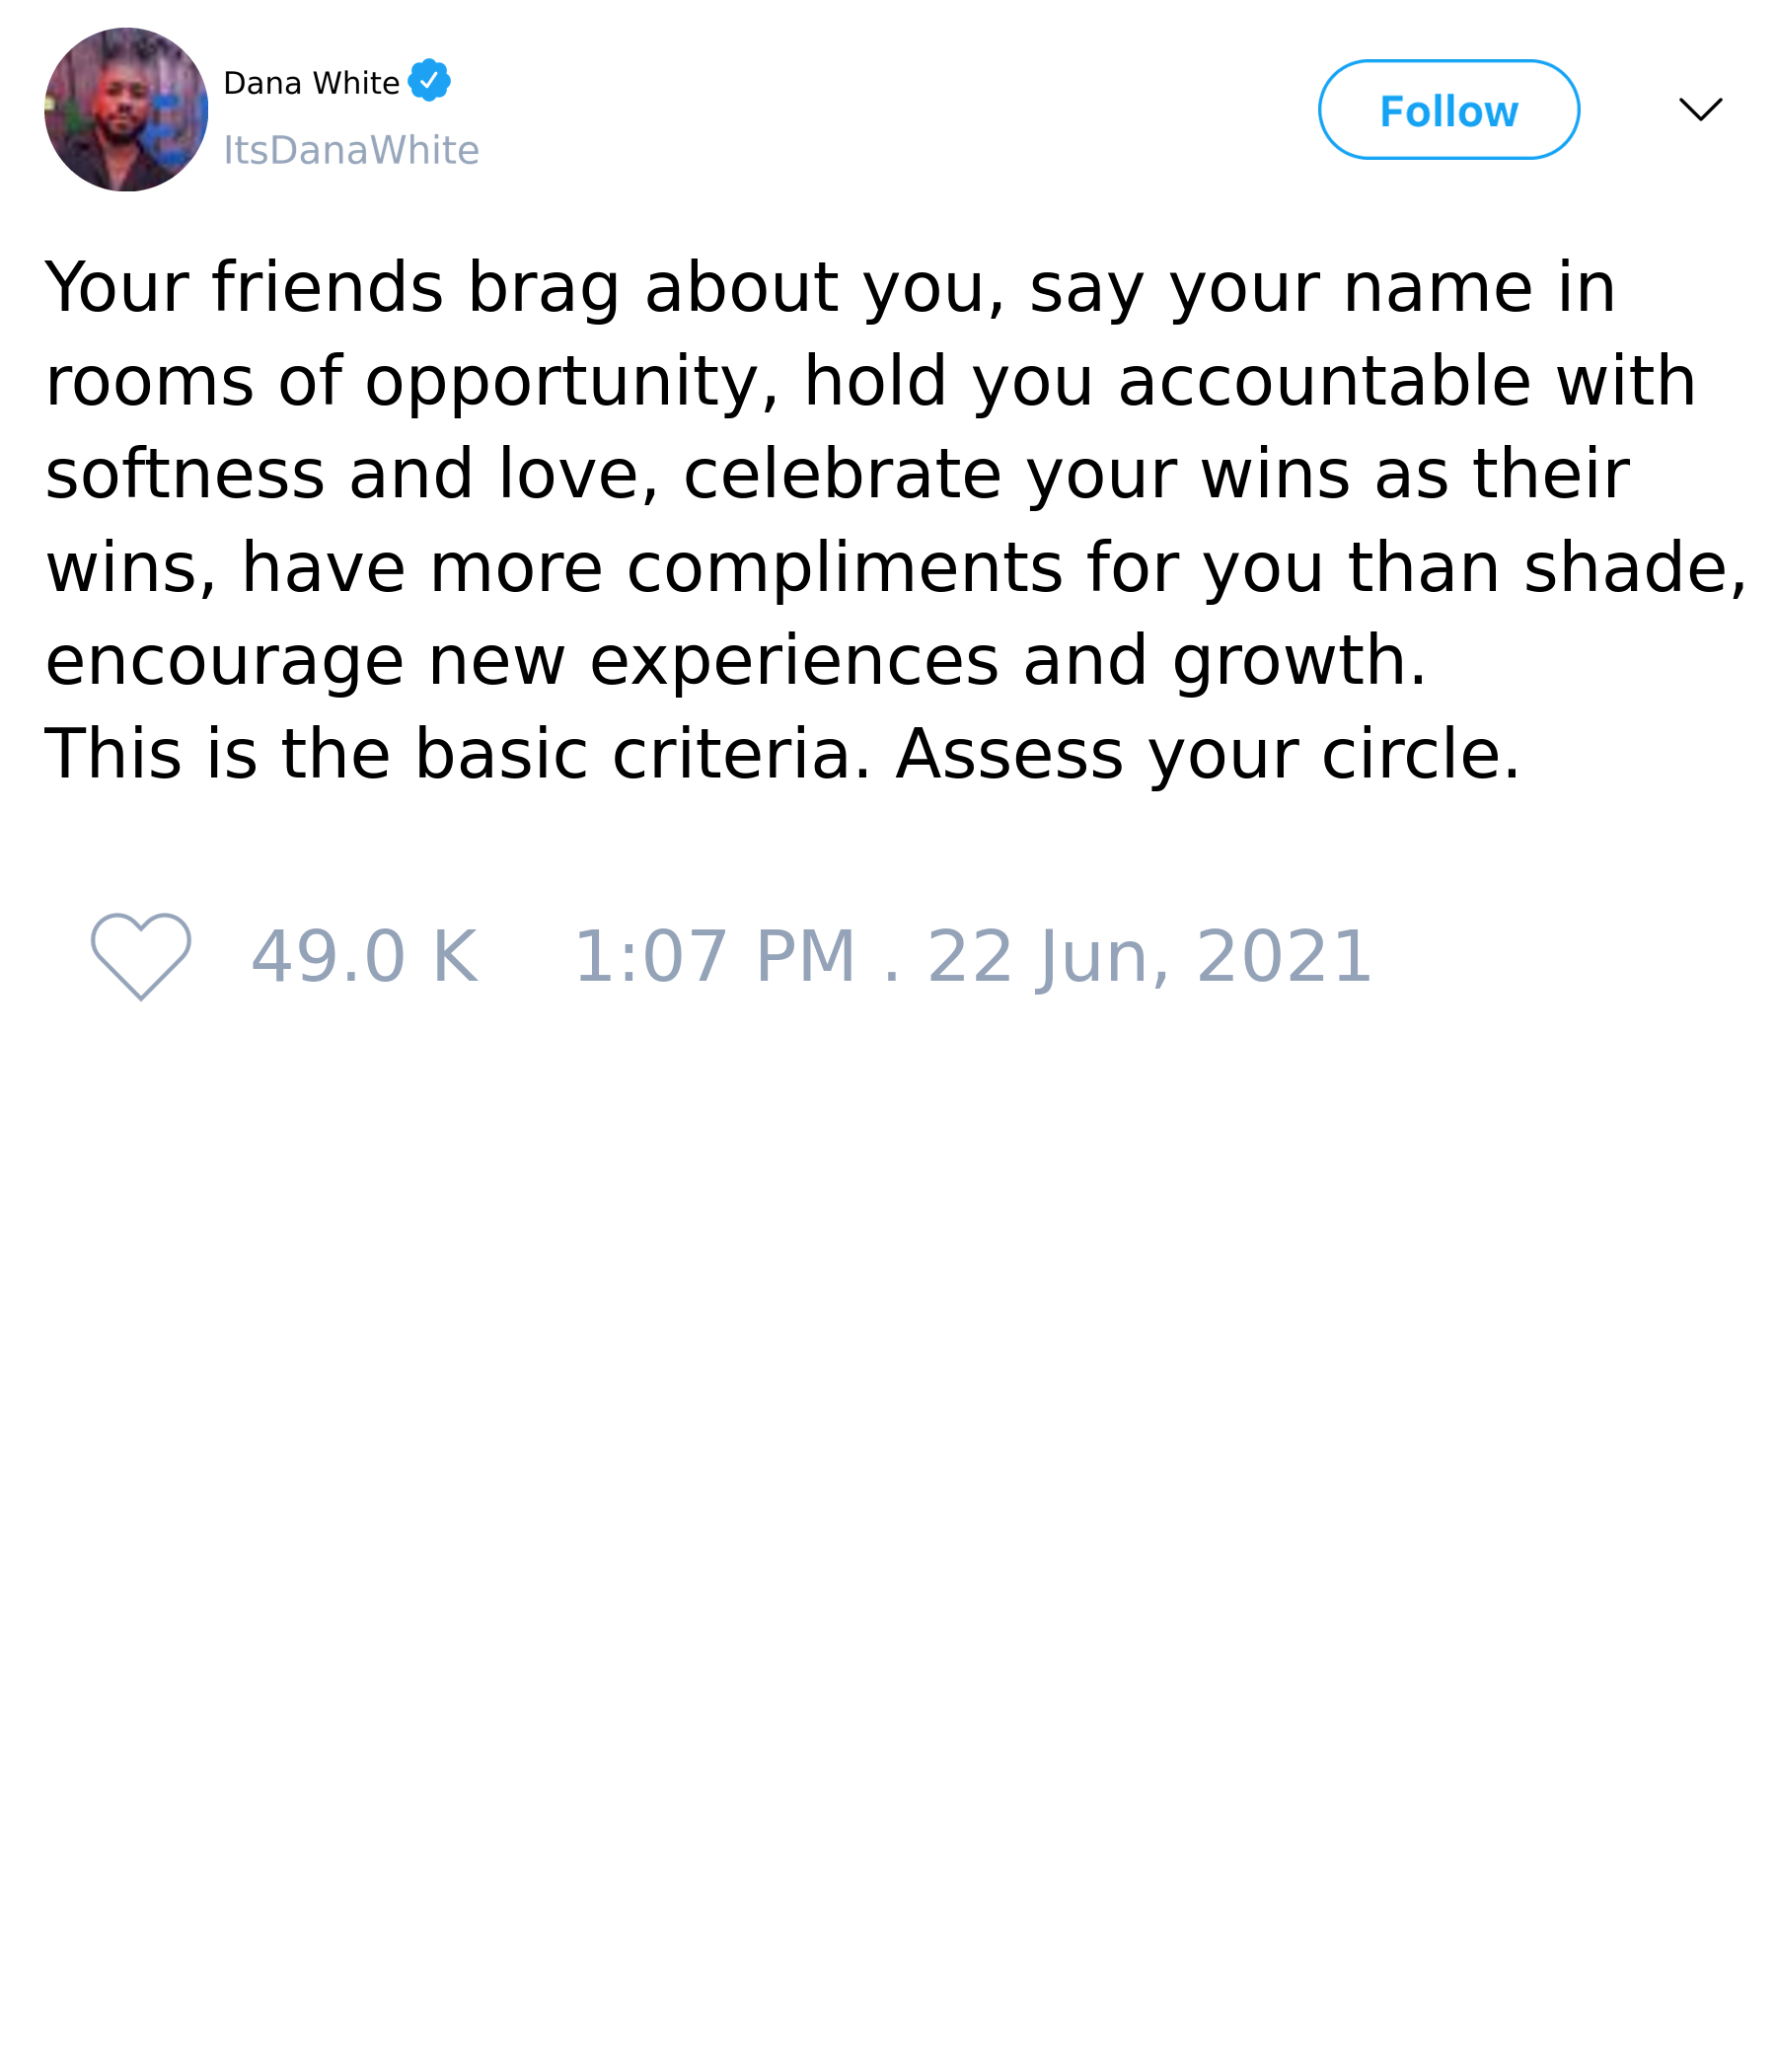 Dana White
ItsDanaWhite
Follow
Your friends brag about you, say your name in
rooms of opportunity, hold you accountable with
softness and love, celebrate your wins as their
wins, have more compliments for you than shade,
encourage new experiences and growth.
This is the basic criteria. Assess your circle.
49.0 K 1:07 PM . 22 Jun, 2021